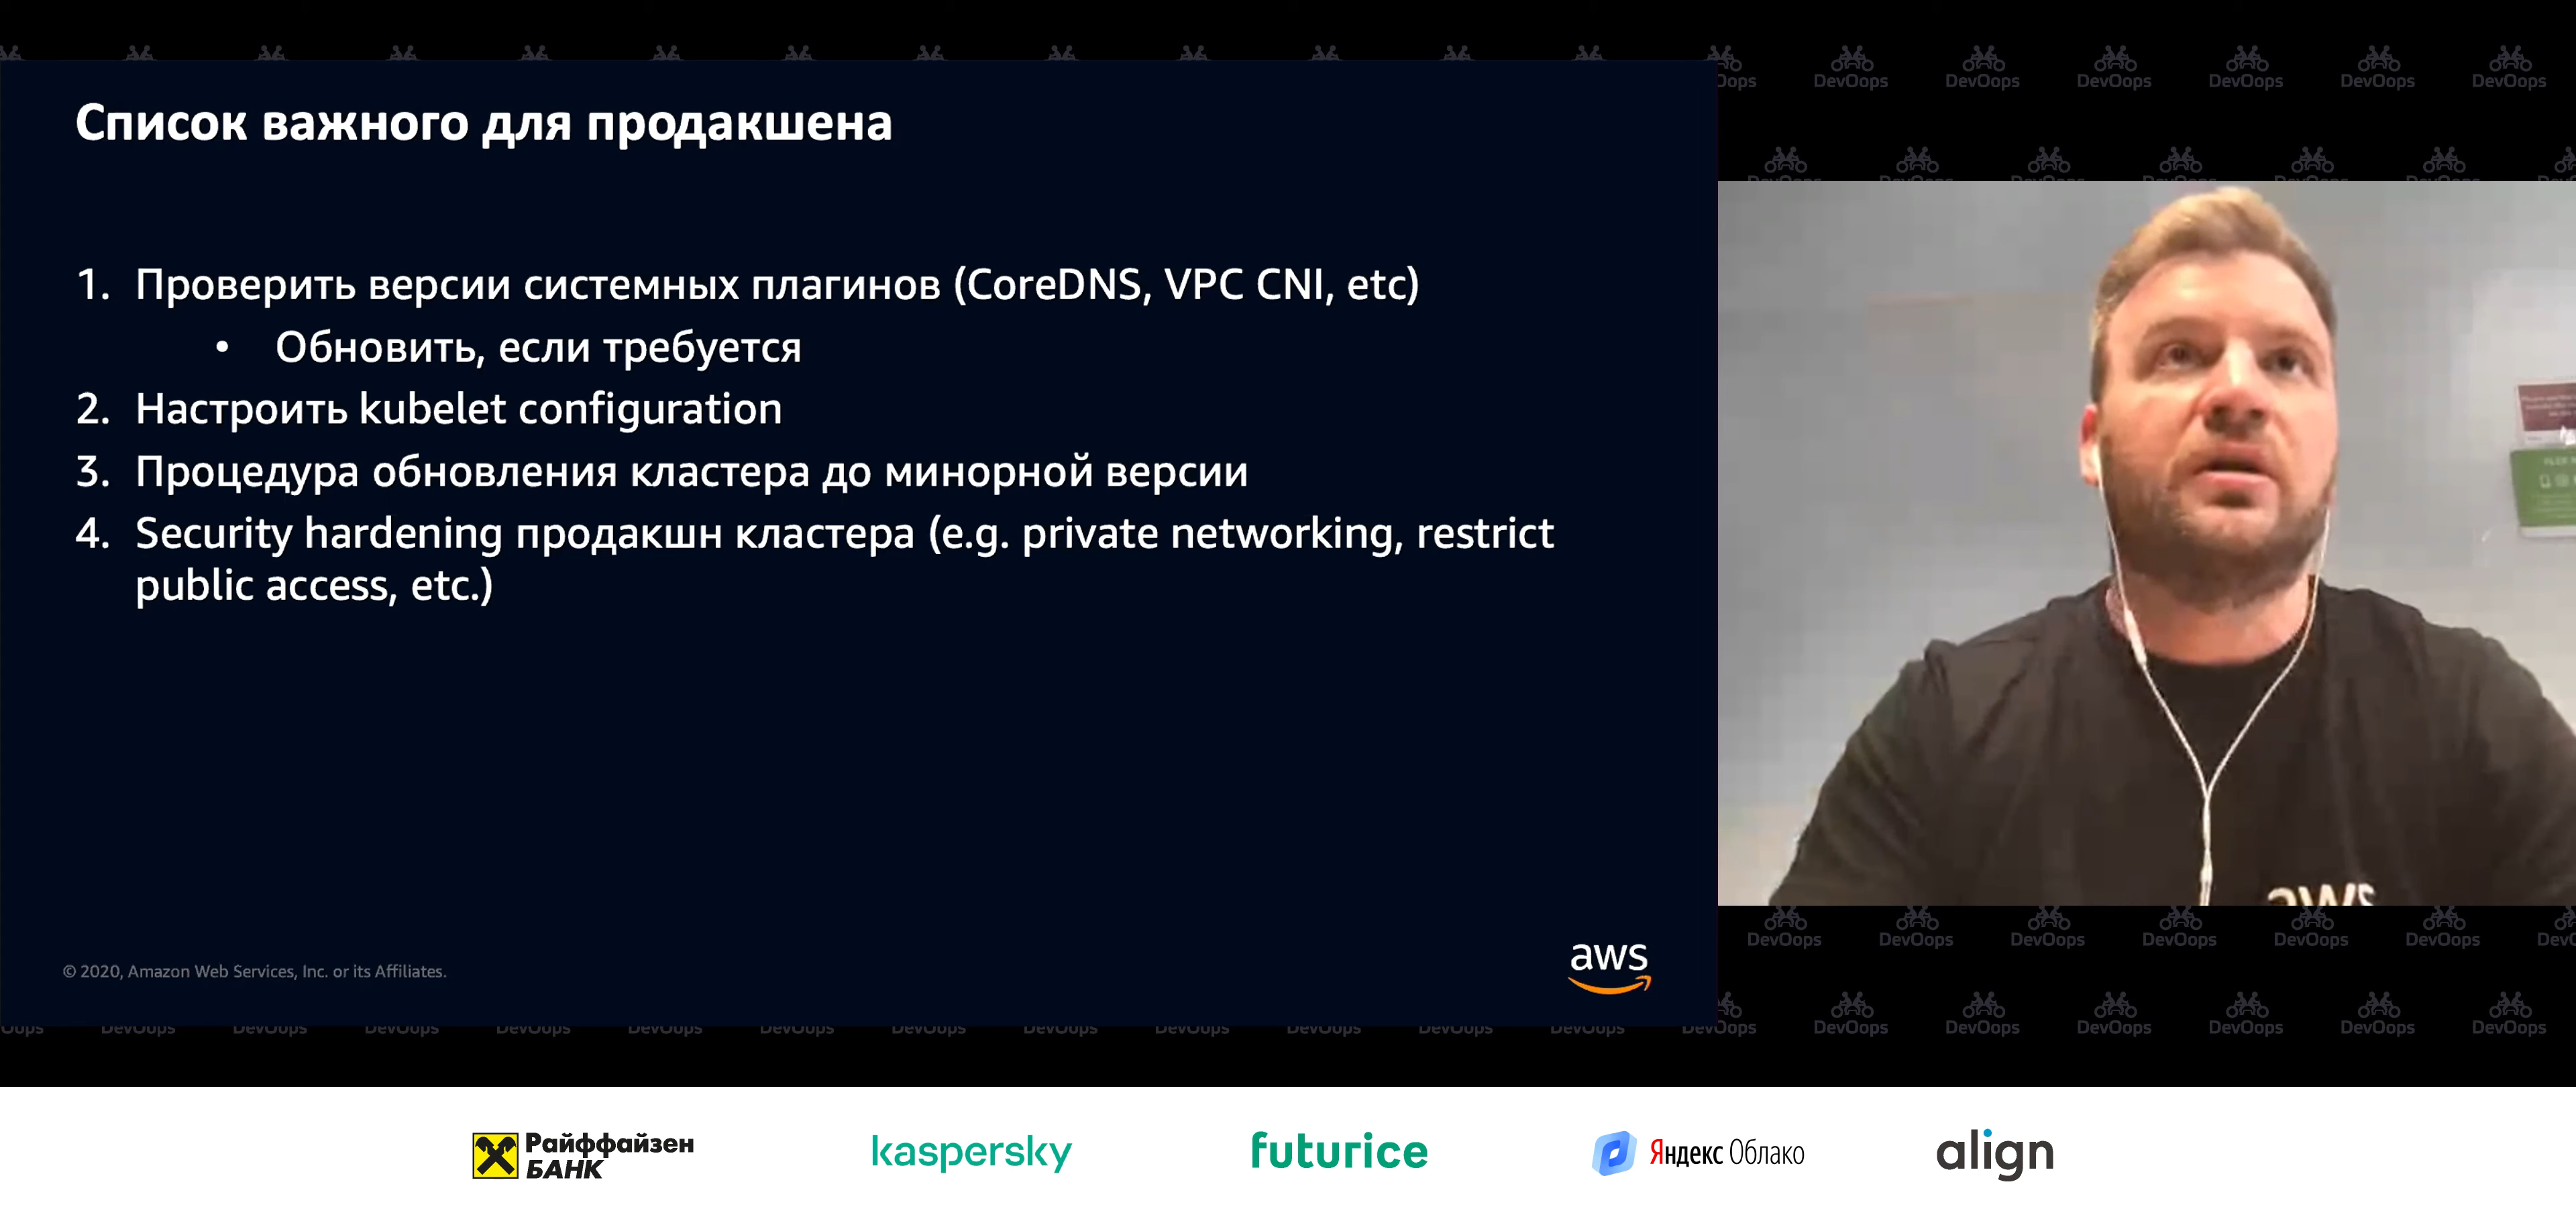 Список важного для продакшена
1. Проверить версии системных плагинов (CoreDNS, VPC CNI, etc)
• Обновить, если требуется
2. Настроить kubelet configuration
3. Процедура обновления кластера до минорной версии
4. Security hardening продакшн кластера (e.g. private networking, restrict
public access, etc.)
© 2020, Amazon Web Services, Inc. or its Affiliates.
aws
aws
DevOops
Райффайзен
БАНК
kaspersky
futurice
Яндекс Облако
align